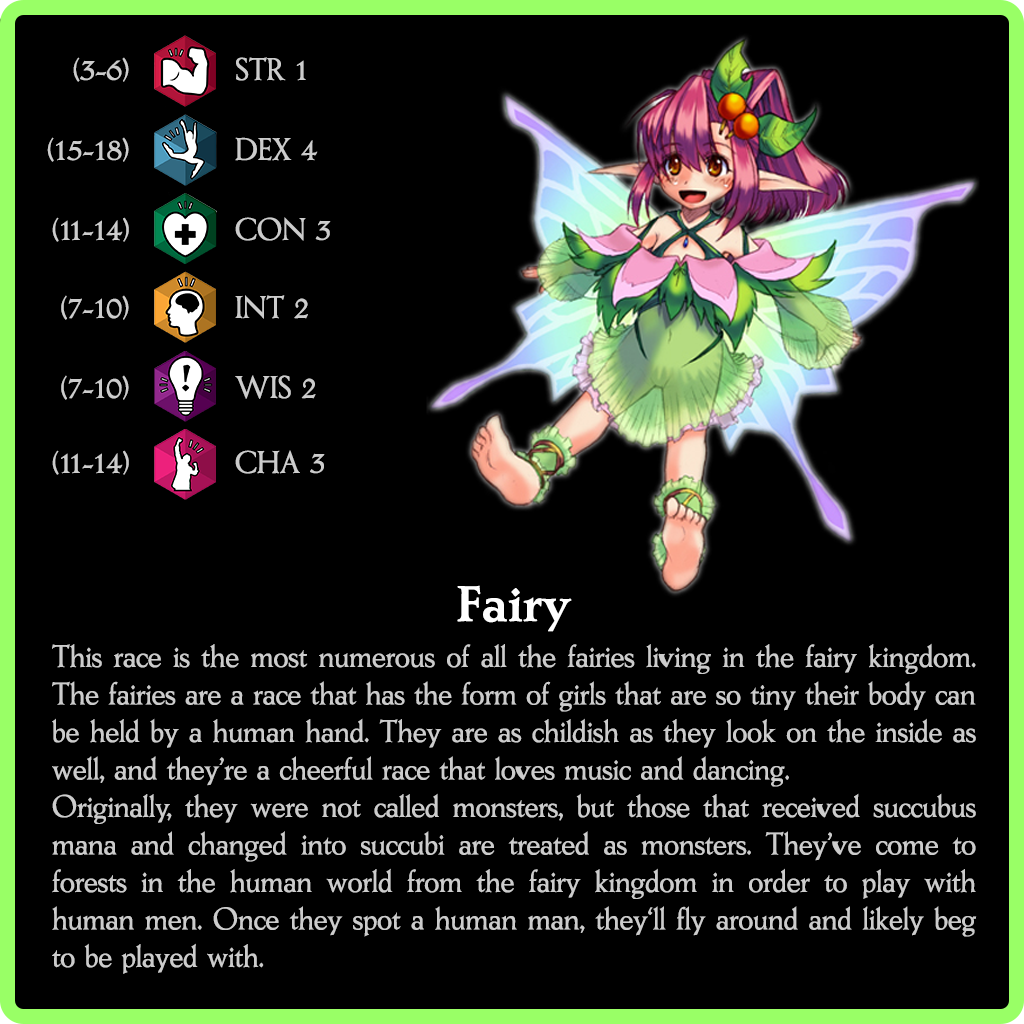 (3-6) STR 1
(15-18) DEX 4
(11-14) CON 3
(7-10) INT 2
(7-10) WIS 2
(11-14) CHA 3
Fairy
This race is the most numerous of all the fairies living in the fairy kingdom.
The fairies are a race that has the form of girls that are so tiny their body can
be held by a human hand. They are as childish as they look on the inside as
well, and they're a cheerful race that loves music and dancing.
Originally, they were not called monsters, but those that received succubus
mana and changed into succubi are treated as monsters. They've come to
forests in the human world from the fairy kingdom in order to play with
human men. Once they spot a human man, they'll fly around and likely beg
to be played with.